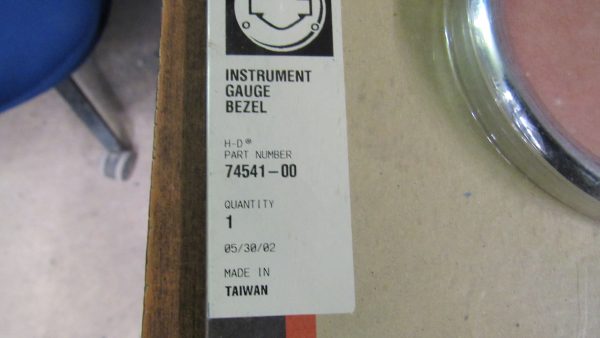 INSTRUMENT
GAUGE
BEZEL
H-D®
PART NUMBER
74541-00
QUANTITY
1
05/30/02
MADE IN
TAIWAN